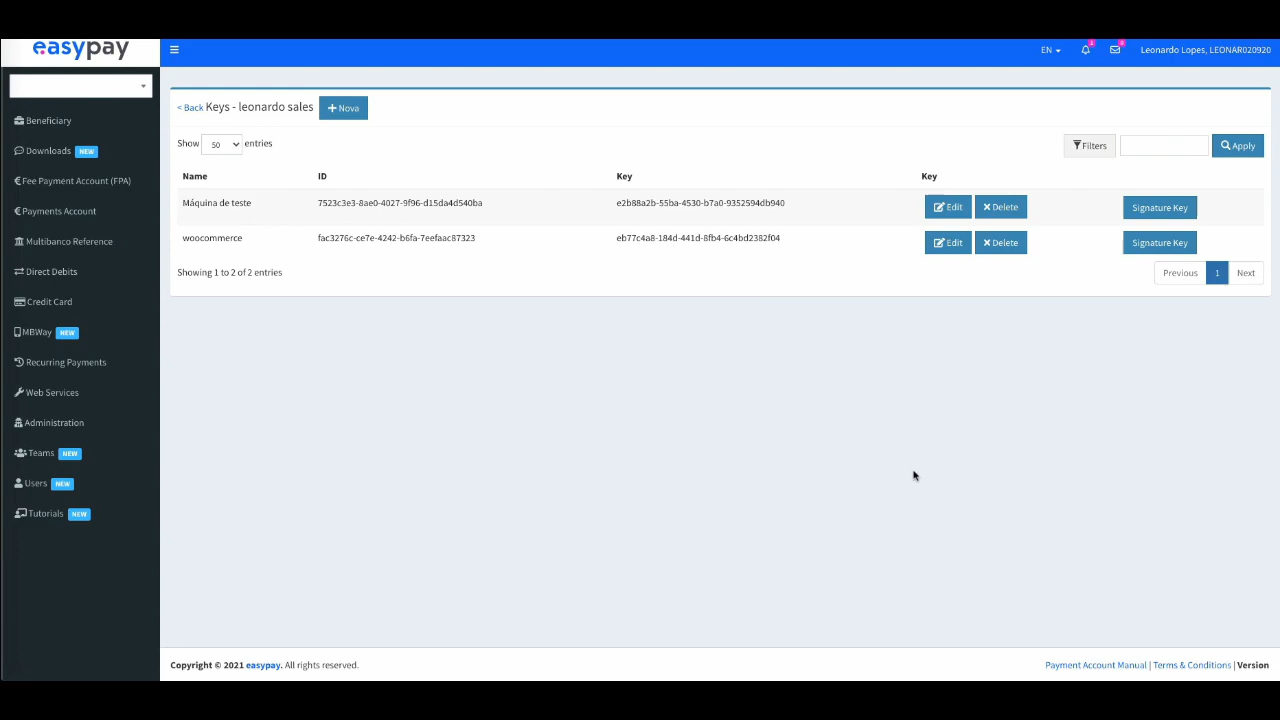 easypay
EN
Leonardo Lopes, LEONAR020920
Beneficiary
Downloads NEW
Fee Payment Account (FPA)
Payments Account
Multibanco Reference
Direct Debits
Credit Card
MBWay NEW
Recurring Payments
Web Services
Administration
Teams NEW
Users NEW
Tutorials NEW
< Back Keys - leonardo sales + Nova
Show 50 entries
Filters Apply
Name ID Key Key
Máquina de teste 7523c3e3-8ae0-4027-9f96-d15da4d540ba e2b88a2b-55ba-4530-b7a0-9352594db940 Edit Delete Signature Key
woocommerce fac3276c-ce7e-4242-b6fa-7eefaac87323 eb77c4a8-184d-441d-8fb4-6c4bd2382f04 Edit Delete Signature Key
Showing 1 to 2 of 2 entries
Previous 1 Next
Copyright © 2021 easypay. All rights reserved.
Payment Account Manual | Terms & Conditions | Version